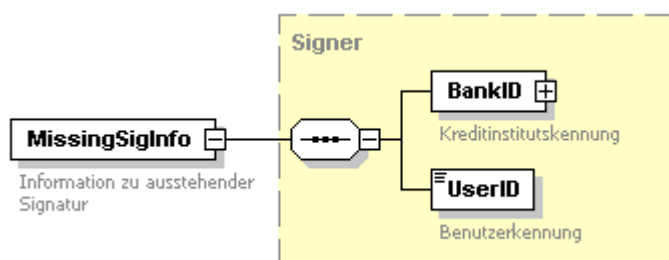 Signer
BankID
Kreditinstitutskennung
MissingSigInfo
Information zu ausstehender
Signatur
UserID
Benutzerkennung